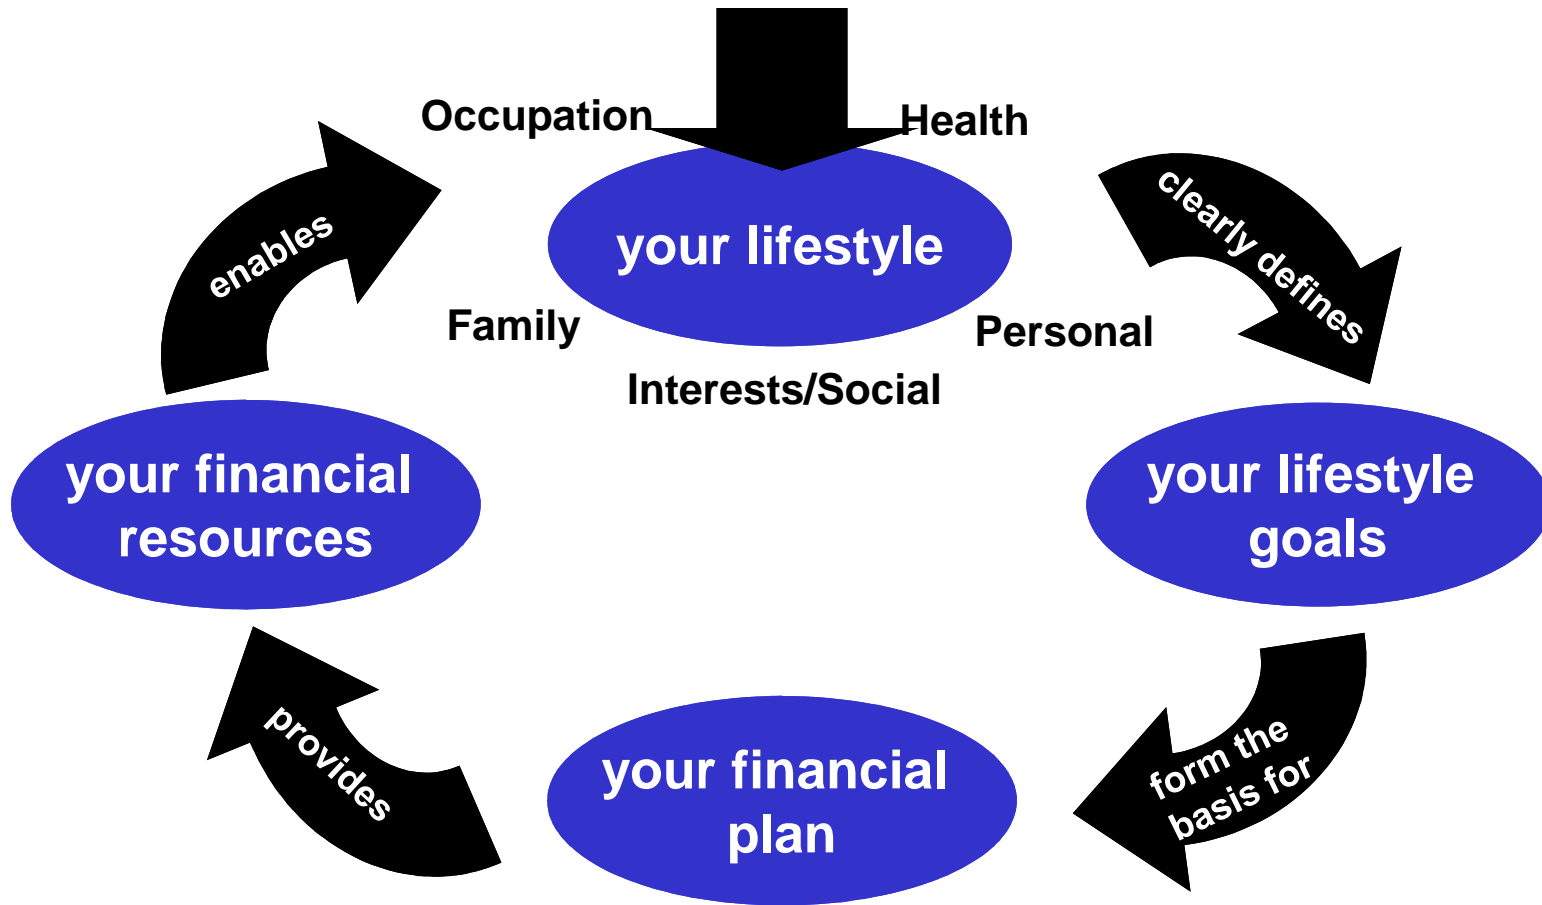 Occupation
Health
your lifestyle
Family
Personal
Interests/Social
clearly defines
your lifestyle
goals
form the
basis for
your financial
plan
provides
your financial
resources
enables